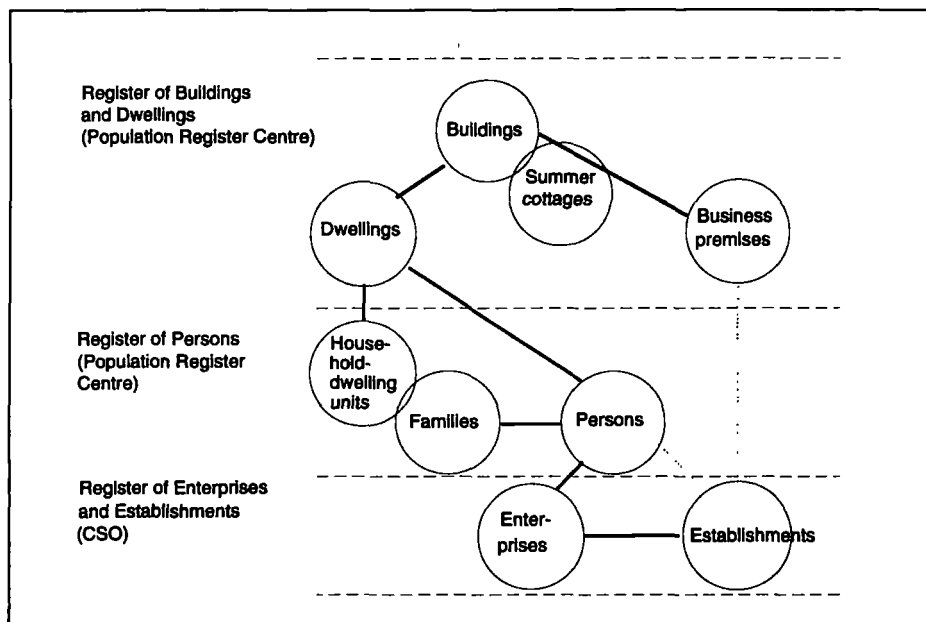 Register of Buildings
and Dwellings
(Population Register Centre)
Buildings
Summer
cottages
Dwellings
Business
premises
Register of Persons
(Population Register
Centre)
House-
hold-
dwelling
units
Families
Persons
Register of Enterprises
and Establishments
(CSO)
Enter-
prises
Establishments